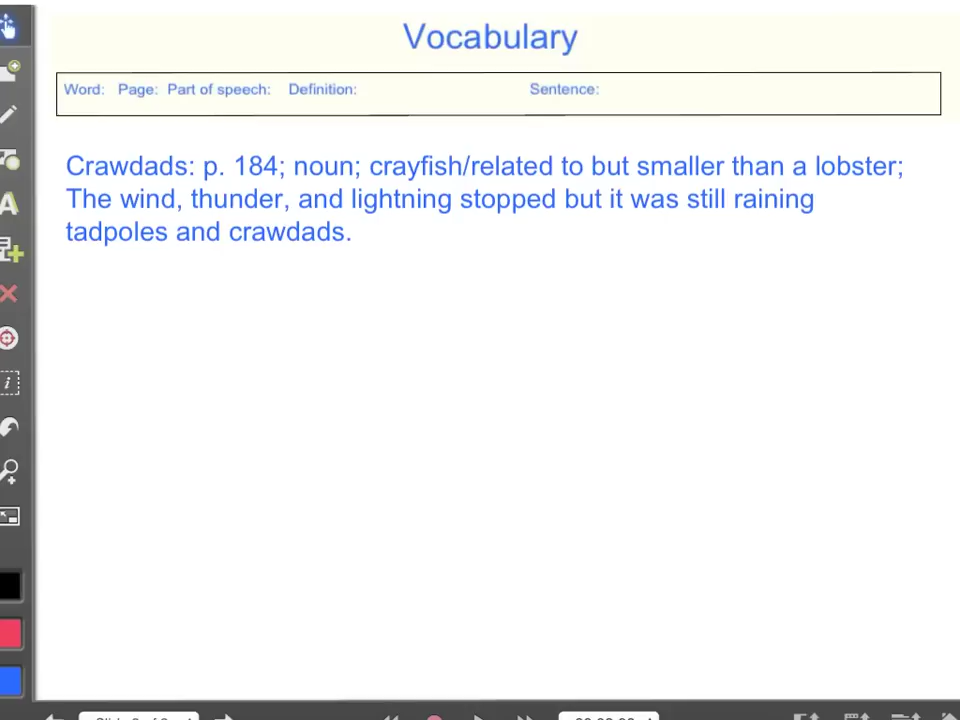 Vocabulary
Word: Page: Part of speech: Definition: Sentence:
Crawdads: p. 184; noun; crayfish/related to but smaller than a lobster;
The wind, thunder, and lightning stopped but it was still raining
tadpoles and crawdads.